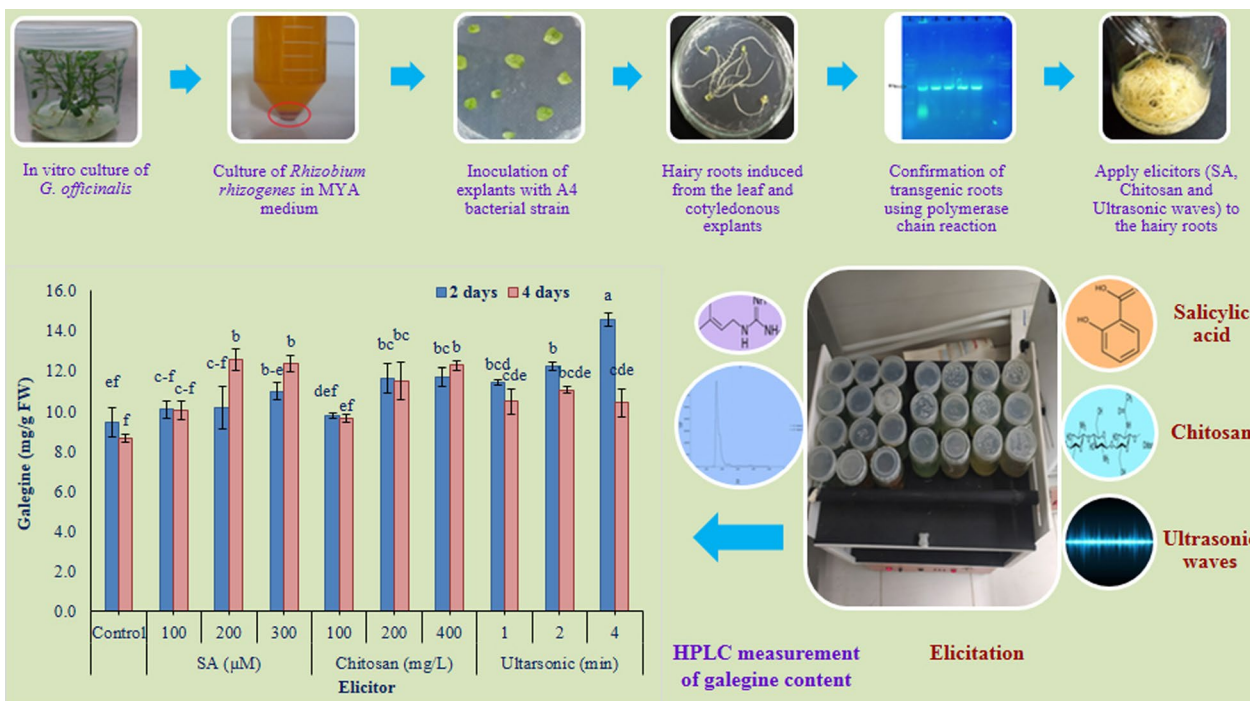 In vitro culture of
G. officinalis
Culture of Rhizobium
rhizogenes in MYA
medium
Inoculation of
explants with A4
bacterial strain
Hairy roots induced
from the leaf and
cotyledonous
explants
Confirmation of
transgenic roots
using polymerase
chain reaction
Apply elicitors (SA,
Chitosan and
Ultrasonic waves) to
the hairy roots
Galegine (mg/g FW)
16.0
14.0
12.0
10.0
8.0
6.0
4.0
2.0
0.0
2 days 4 days
ef f
c-f c-f
c-f b
b-e b
def ef
bc bc
bc b
bcd cde
b bcde
a cde
Control 100 200 300 100 200 400 1 2 4
SA (µM) Chitosan (mg/L) Ultarsonic (min)
Elicitor
NH
N
H
NH
HO
HO
Salicylic
acid
Chitosan
Ultrasonic
waves
HPLC measurement
of galegine content
Elicitation